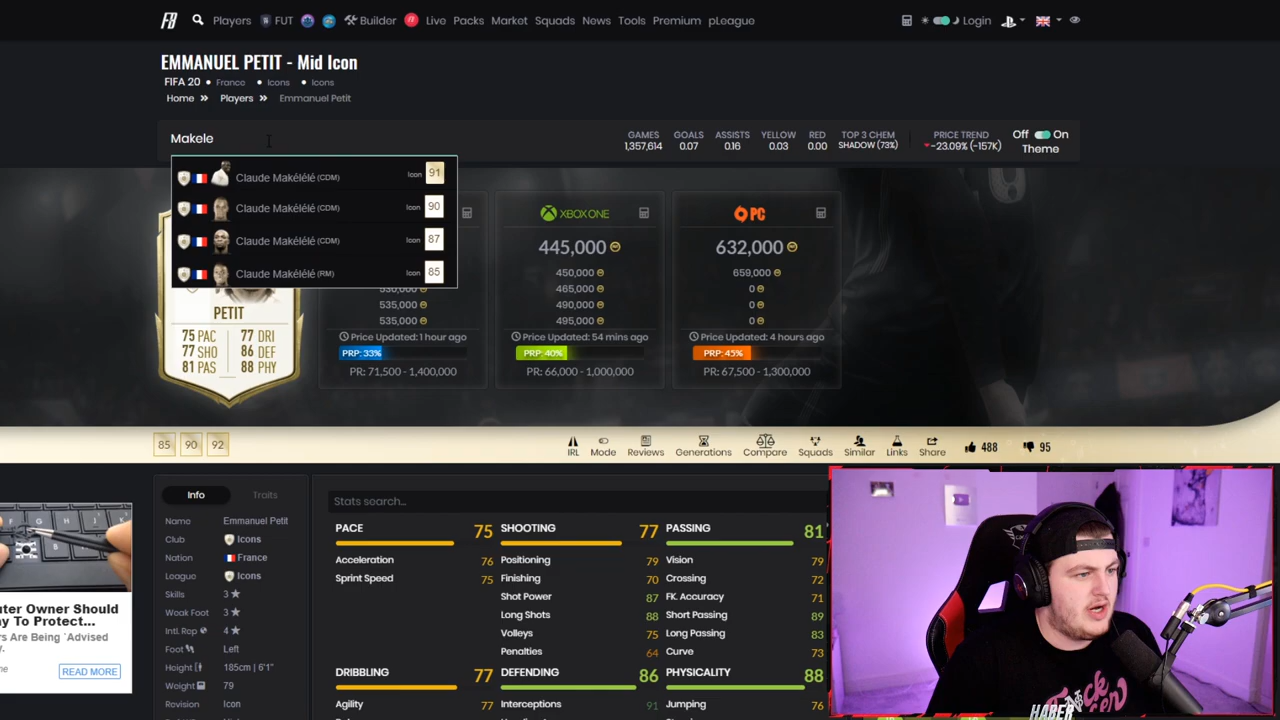 FB Players FUT Builder Live Packs Market Squads News Tools Premium pLeague Login
EMMANUEL PETIT - Mid Icon
FIFA 20 • France • Icons • Icons
Home » Players » Emmanuel Petit
Makele
GAMES GOALS ASSISTS YELLOW RED TOP 3 CHEM PRICE TREND Off On
1,357,614 0.07 0.16 0.03 0.00 SHADOW (73%) -23.09% (-157K) Theme
Claude Makélélé (CDM) Icon 91
Claude Makélélé (CDM) Icon 90
Claude Makélélé (CDM) Icon 87
Claude Makélélé (RM) Icon 85
PETIT
75 PAC 77 DRI
77 SHO 86 DEF
81 PAS 88 PHY
530,000
535,000
535,000
Price Updated: 1 hour ago
PRP: 33%
PR: 71,500 - 1,400,000
XBOX ONE
445,000
450,000
465,000
490,000
495,000
Price Updated: 54 mins ago
PRP: 40%
PR: 66,000 - 1,000,000
PC
632,000
659,000
0
0
0
Price Updated: 4 hours ago
PRP: 45%
PR: 67,500 - 1,300,000
85 90 92
IRL Mode Reviews Generations Compare Squads Similar Links Share 488 95
Info Traits
Name Emmanuel Petit
Club Icons
Nation France
League Icons
Skills 3★
Weak Foot 3★
Intl. Rep 4★
Foot Left
Height 185cm | 6'1"
Weight 79
Revision Icon
Stats search...
PACE 75
Acceleration 76
Sprint Speed 75
SHOOTING 77
Positioning 79
Finishing 70
Shot Power 87
Long Shots 88
Volleys 75
Penalties 64
PASSING 81
Vision 79
Crossing 72
FK. Accuracy 71
Short Passing 89
Long Passing 83
Curve 73
DRIBBLING 77
Agility 77
DEFENDING 86
Interceptions 91
PHYSICALITY 88
Jumping 76
uter Owner Should
y To Protect...
rs Are Being `Advised
READ MORE
HABER